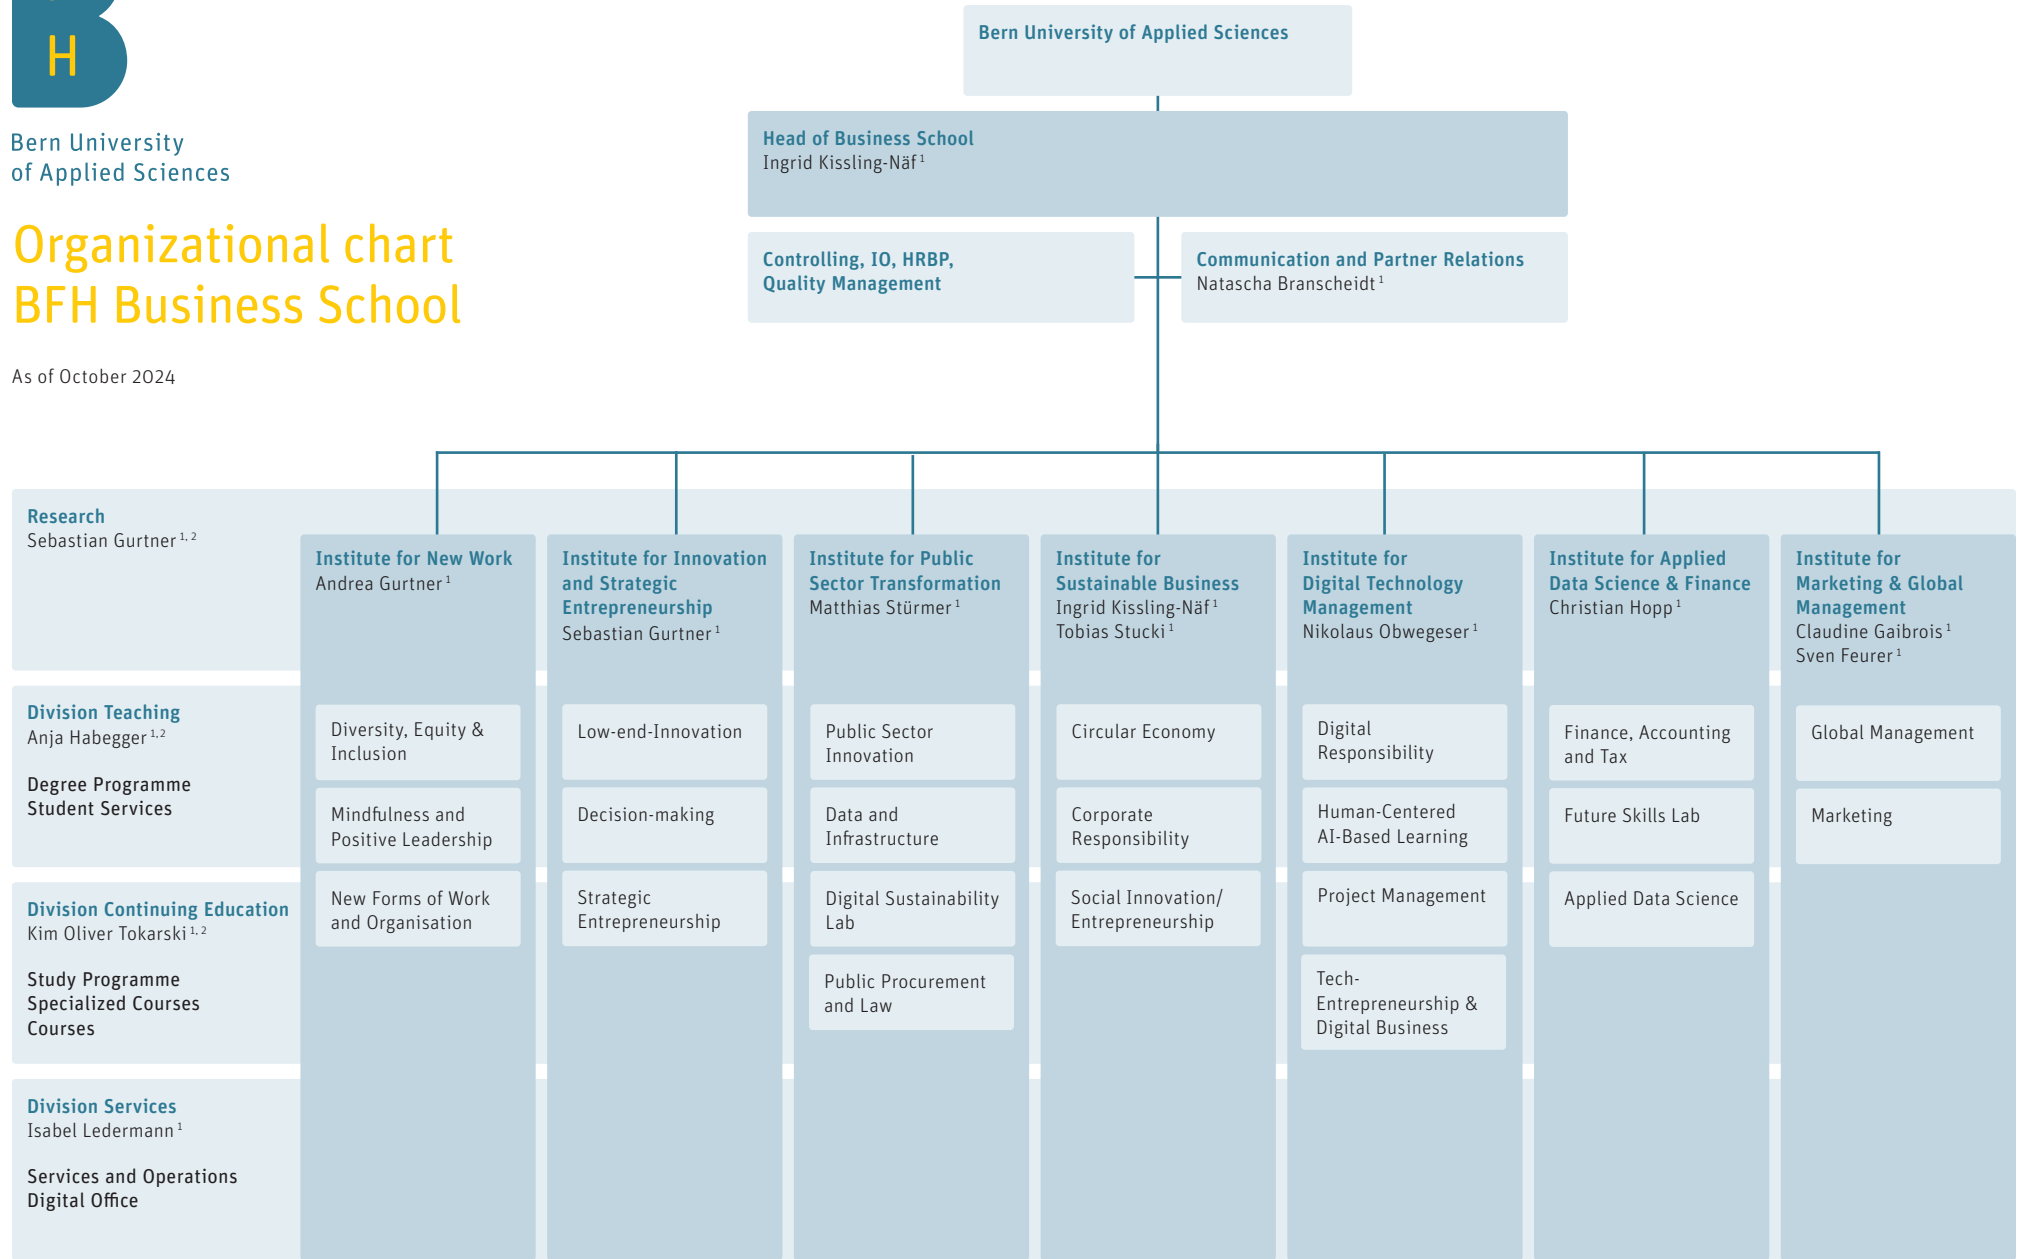 H
Bern University
of Applied Sciences
Organizational chart
BFH Business School
As of October 2024
Bern University of Applied Sciences
Head of Business School
Ingrid Kissling-Näf 1
Controlling, IO, HRBP,
Quality Management
Communication and Partner Relations
Natascha Branscheidt 1
Research
Sebastian Gurtner 1, 2
Division Teaching
Anja Habegger 1,2
Degree Programme
Student Services
Division Continuing Education
Kim Oliver Tokarski 1, 2
Study Programme
Specialized Courses
Courses
Division Services
Isabel Ledermann 1
Services and Operations
Digital Office
Institute for New Work
Andrea Gurtner 1
Diversity, Equity &
Inclusion
Mindfulness and
Positive Leadership
New Forms of Work
and Organisation
Institute for Innovation
and Strategic
Entrepreneurship
Sebastian Gurtner 1
Low-end-Innovation
Decision-making
Strategic
Entrepreneurship
Institute for Public
Sector Transformation
Matthias Stürmer 1
Public Sector
Innovation
Data and
Infrastructure
Digital Sustainability
Lab
Public Procurement
and Law
Institute for
Sustainable Business
Ingrid Kissling-Näf 1
Tobias Stucki 1
Circular Economy
Corporate
Responsibility
Social Innovation/
Entrepreneurship
Institute for
Digital Technology
Management
Nikolaus Obwegeser 1
Digital
Responsibility
Human-Centered
AI-Based Learning
Project Management
Tech-
Entrepreneurship &
Digital Business
Institute for Applied
Data Science & Finance
Christian Hopp 1
Finance, Accounting
and Tax
Future Skills Lab
Applied Data Science
Institute for
Marketing & Global
Management
Claudine Gaibrois 1
Sven Feurer 1
Global Management
Marketing